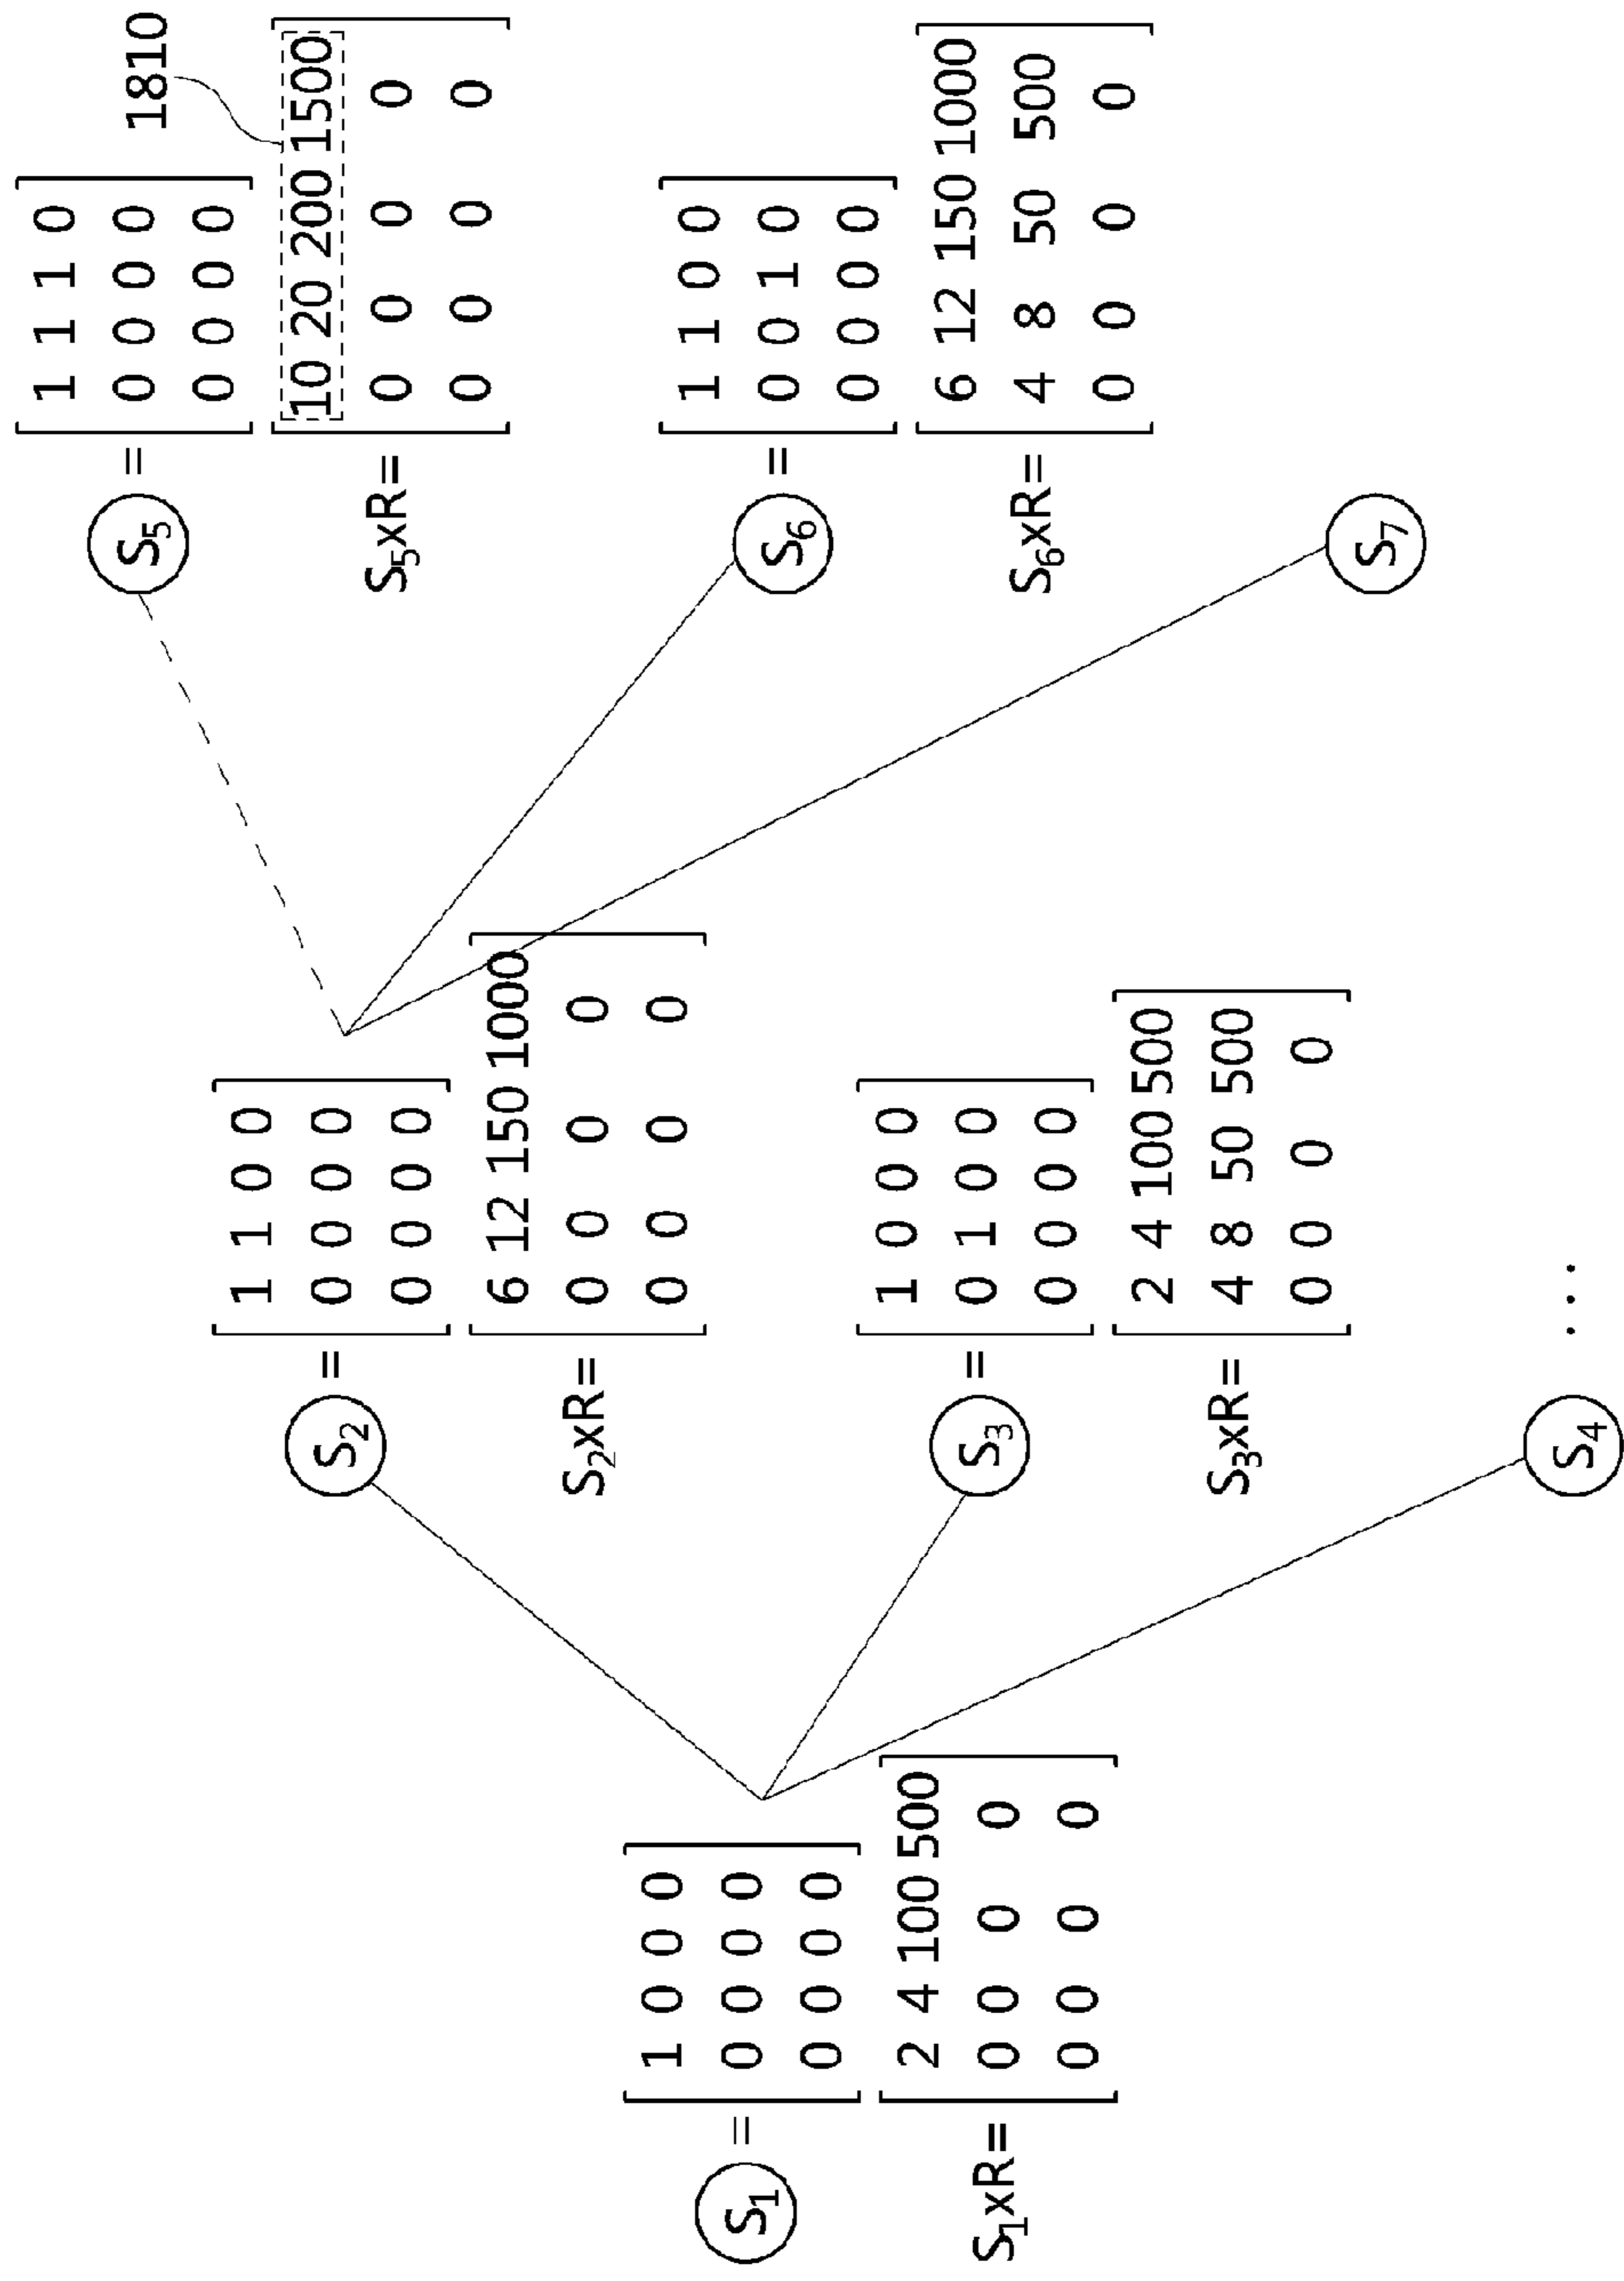 S1 =
1 0 0 0
0 0 0 0
0 0 0 0
S1xR=
2 4 100 500
0 0 0 0
0 0 0 0
S2 =
1 1 0 0
0 0 0 0
0 0 0 0
S2xR=
6 12 150 1000
0 0 0 0
0 0 0 0
S3 =
1 0 0 0
0 1 0 0
0 0 0 0
S3xR=
2 4 100 500
4 8 50 500
0 0 0 0
S4
...
S5 =
1 1 1 0
0 0 0 0
0 0 0 0
1810
S5xR=
10 20 200 1500
0 0 0 0
0 0 0 0
S6 =
1 1 0 0
0 0 1 0
0 0 0 0
S6xR=
6 12 150 1000
4 8 50 500
0 0 0 0
S7